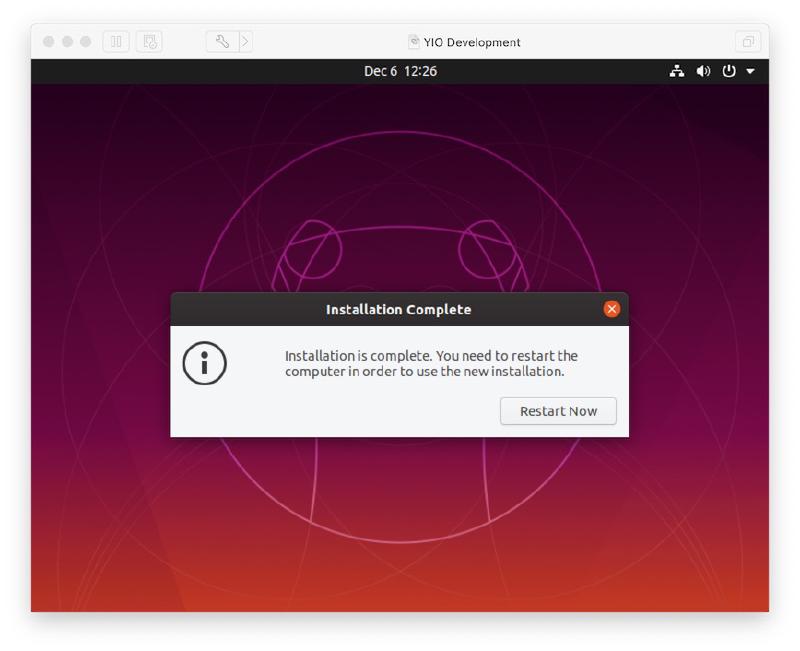 YIO Development
Dec 6 12:26
Installation Complete
Installation is complete. You need to restart the
computer in order to use the new installation.
Restart Now